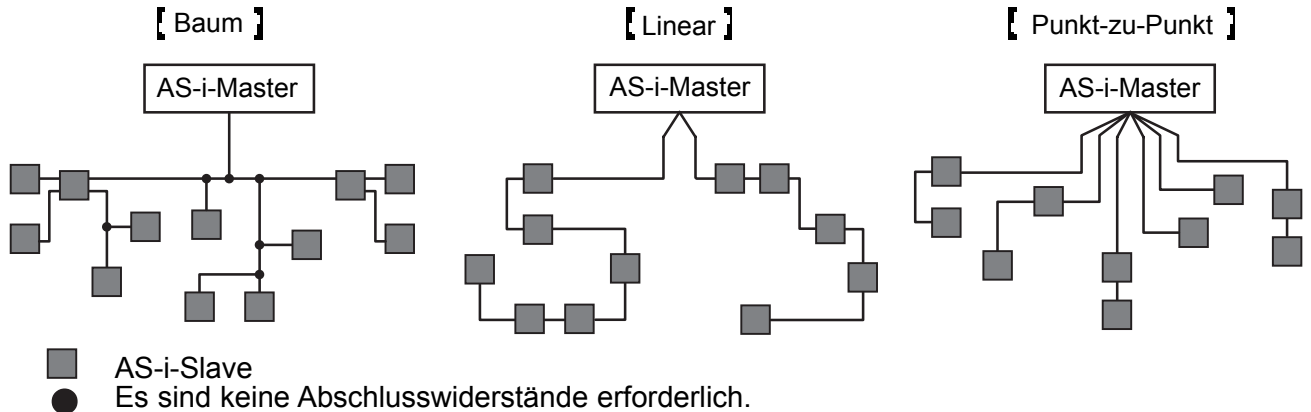 【 Baum 】
【 Linear 】
【 Punkt-zu-Punkt 】
AS-i-Master
AS-i-Master
AS-i-Master
AS-i-Slave
Es sind keine Abschlusswiderstände erforderlich.